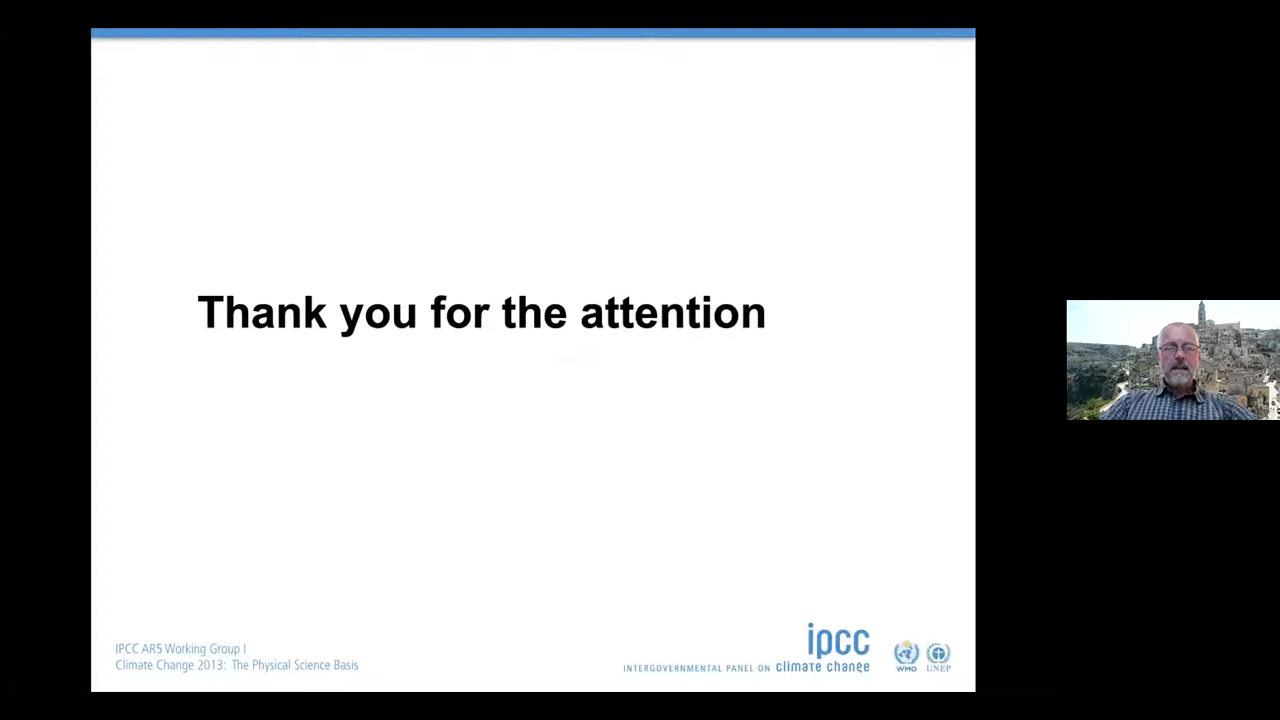 Thank you for the attention
IPCC AR5 Working Group I
Climate Change 2013: The Physical Science Basis
ipcc
INTERGOVERNMENTAL PANEL ON climate change
WMO
UNEP